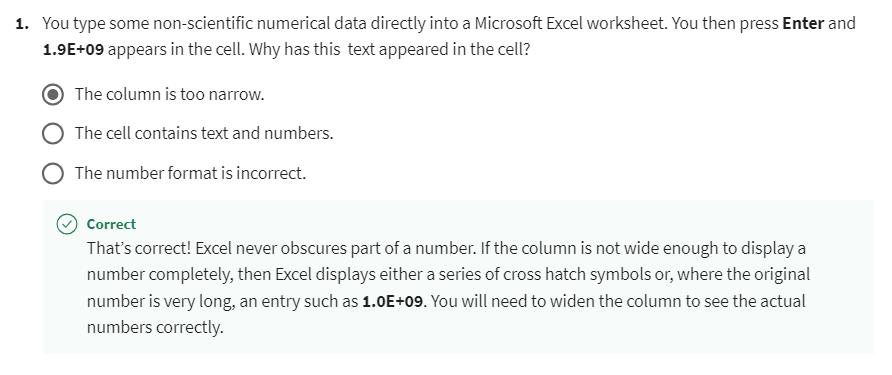 1. You type some non-scientific numerical data directly into a Microsoft Excel worksheet. You then press Enter and
1.9E+09 appears in the cell. Why has this text appeared in the cell?
The column is too narrow.
The cell contains text and numbers.
The number format is incorrect.
Correct
That's correct! Excel never obscures part of a number. If the column is not wide enough to display a
number completely, then Excel displays either a series of cross hatch symbols or, where the original
number is very long, an entry such as 1.0E+09. You will need to widen the column to see the actual
numbers correctly.